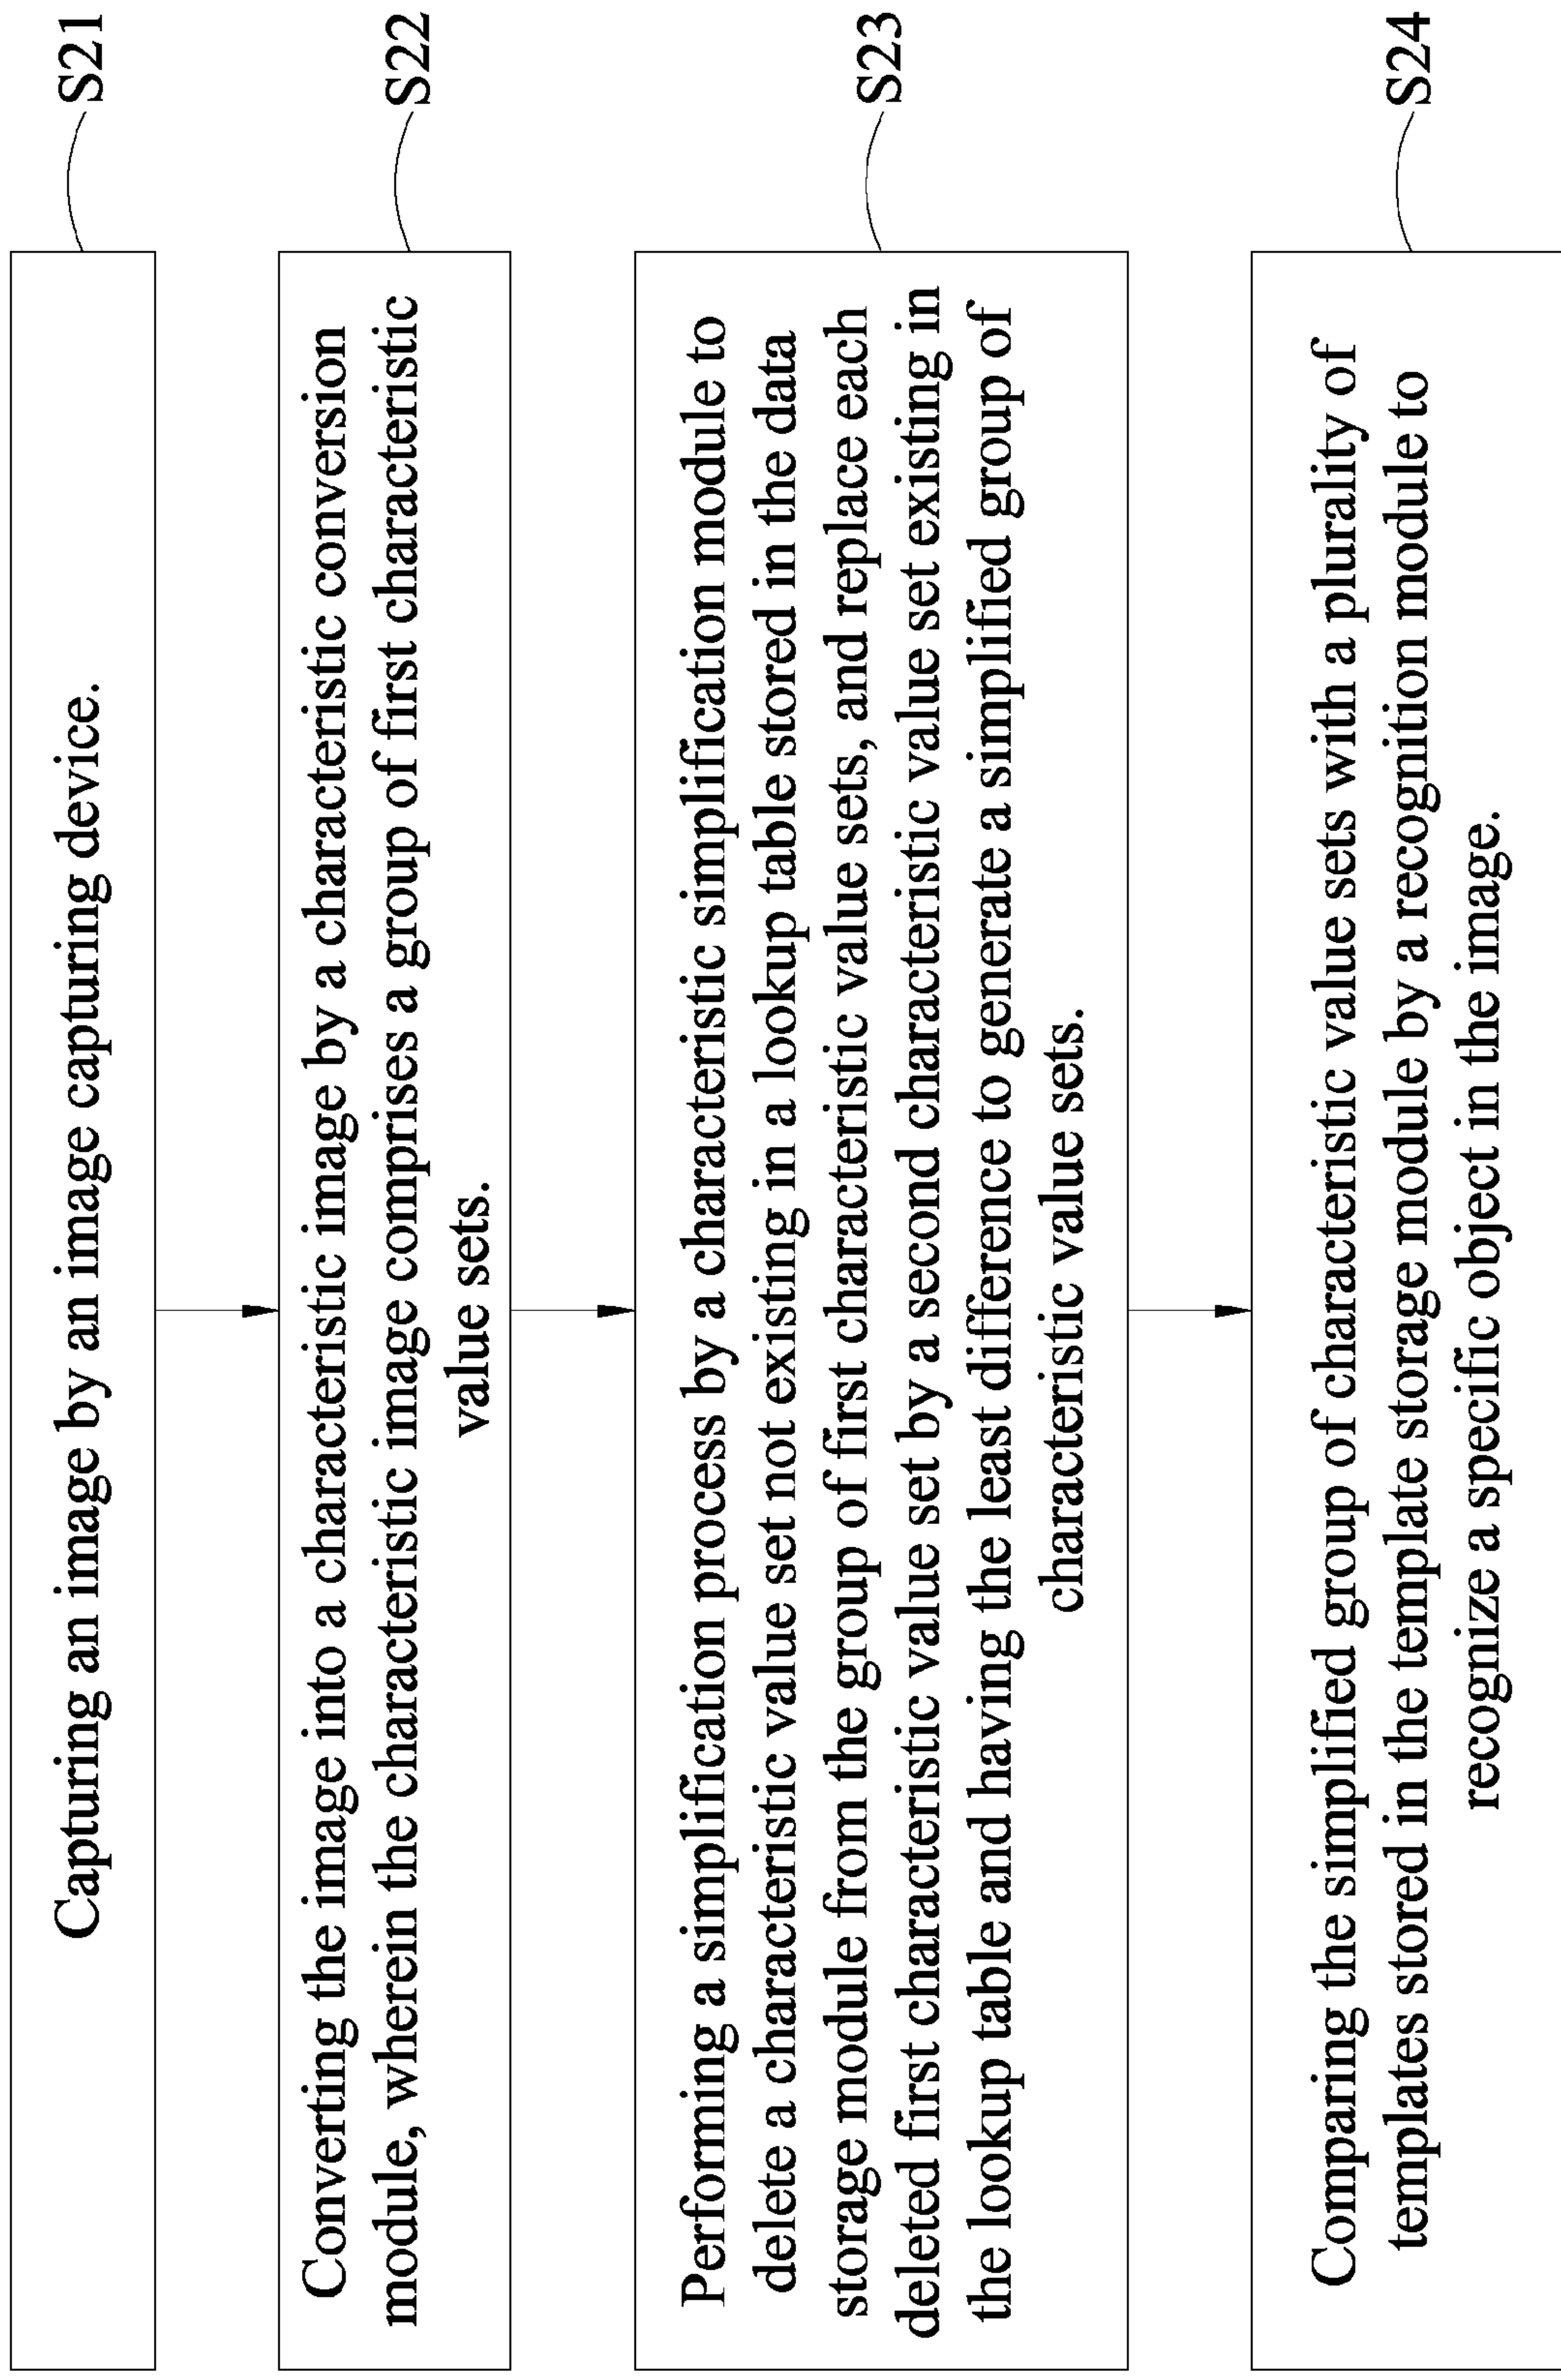 Capturing an image by an image capturing device.
S21
Converting the image into a characteristic image by a characteristic conversion
module, wherein the characteristic image comprises a group of first characteristic
value sets.
S22
Performing a simplification process by a characteristic simplification module to
delete a characteristic value set not existing in a lookup table stored in the data
storage module from the group of first characteristic value sets, and replace each
deleted first characteristic value set by a second characteristic value set existing in
the lookup table and having the least difference to generate a simplified group of
characteristic value sets.
S23
Comparing the simplified group of characteristic value sets with a plurality of
templates stored in the template storage module by a recognition module to
recognize a specific object in the image.
S24